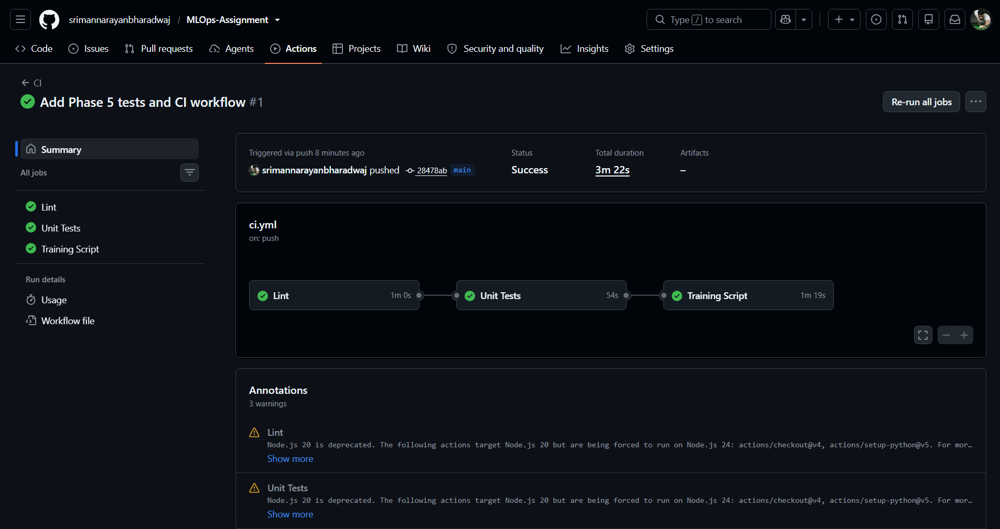 srimannarayanbharadwaj / MLOps-Assignment
Type / to search
Code Issues Pull requests Agents Actions Projects Wiki Security and quality Insights Settings
CI
Add Phase 5 tests and CI workflow #1
Re-run all jobs
Summary
All jobs
Lint
Unit Tests
Training Script
Run details
Usage
Workflow file
Triggered via push 8 minutes ago
srimannarayanbharadwaj pushed 28478ab main
Status
Success
Total duration
3m 22s
Artifacts
–
ci.yml
on: push
Lint 1m 0s
Unit Tests 54s
Training Script 1m 19s
Annotations
3 warnings
Lint
Node.js 20 is deprecated. The following actions target Node.js 20 but are being forced to run on Node.js 24: actions/checkout@v4, actions/setup-python@v5. For mor…
Show more
Unit Tests
Node.js 20 is deprecated. The following actions target Node.js 20 but are being forced to run on Node.js 24: actions/checkout@v4, actions/setup-python@v5. For mor…
Show more